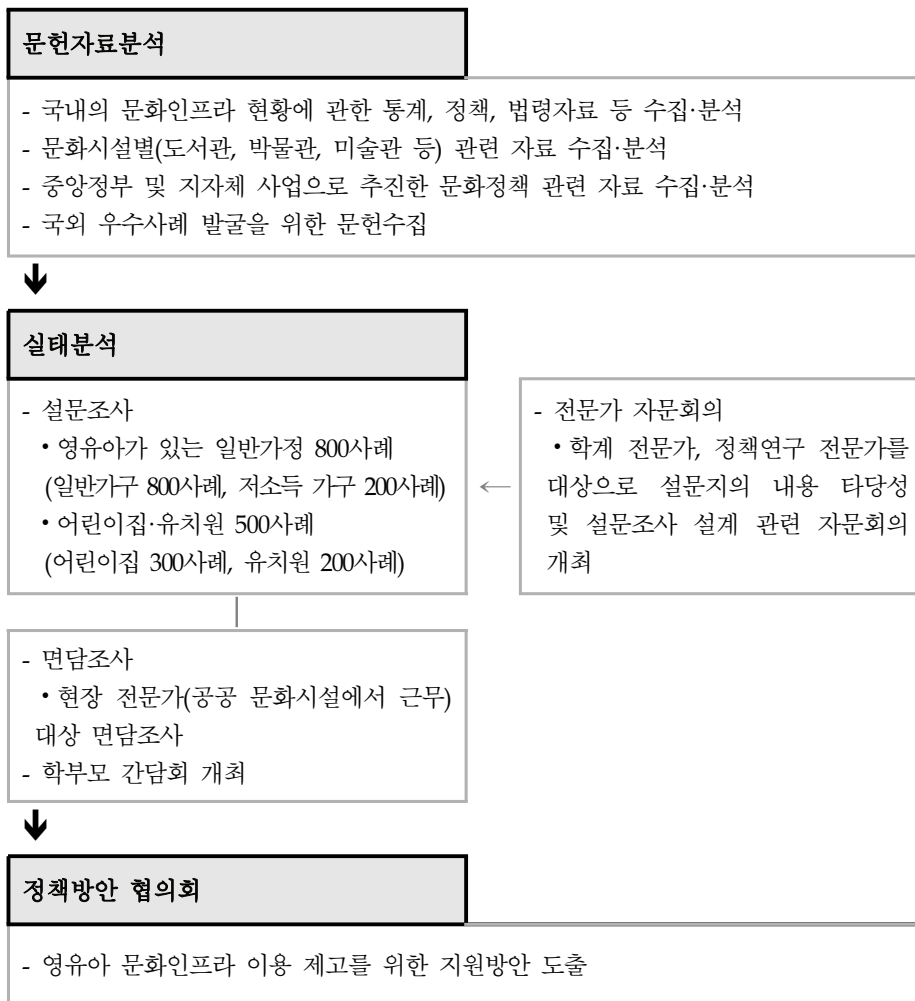 문헌자료분석
- 국내의 문화인프라 현황에 관한 통계, 정책, 법령자료 등 수집·분석
- 문화시설별(도서관, 박물관, 미술관 등) 관련 자료 수집·분석
- 중앙정부 및 지자체 사업으로 추진한 문화정책 관련 자료 수집·분석
- 국외 우수사례 발굴을 위한 문헌수집
🡻
실태분석
- 설문조사
• 영유아가 있는 일반가정 800사례
(일반가구 800사례, 저소득 가구 200사례)
• 어린이집·유치원 500사례
(어린이집 300사례, 유치원 200사례)
←
- 전문가 자문회의
• 학계 전문가, 정책연구 전문가를
대상으로 설문지의 내용 타당성
및 설문조사 설계 관련 자문회의
개최
- 면담조사
• 현장 전문가(공공 문화시설에서 근무)
대상 면담조사
- 학부모 간담회 개최
🡻
정책방안 협의회
- 영유아 문화인프라 이용 제고를 위한 지원방안 도출